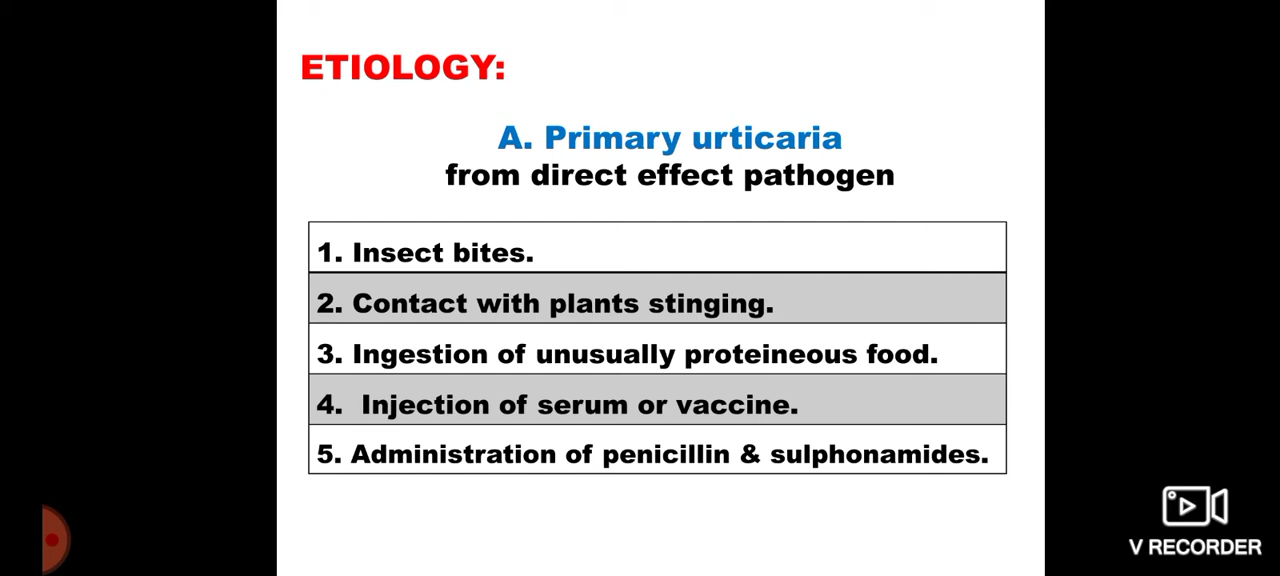 ETIOLOGY:
A. Primary urticaria
from direct effect pathogen
1. Insect bites.
2. Contact with plants stinging.
3. Ingestion of unusually proteineous food.
4. Injection of serum or vaccine.
5. Administration of penicillin & sulphonamides.
V RECORDER